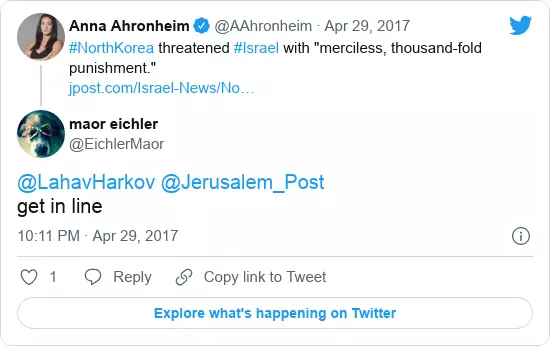 Anna Ahronheim @AAhronheim · Apr 29, 2017
#NorthKorea threatened #Israel with "merciless, thousand-fold
punishment."
jpost.com/Israel-News/No…
maor eichler
@EichlerMaor
@LahavHarkov @Jerusalem_Post
get in line
10:11 PM · Apr 29, 2017
1 Reply Copy link to Tweet
Explore what's happening on Twitter